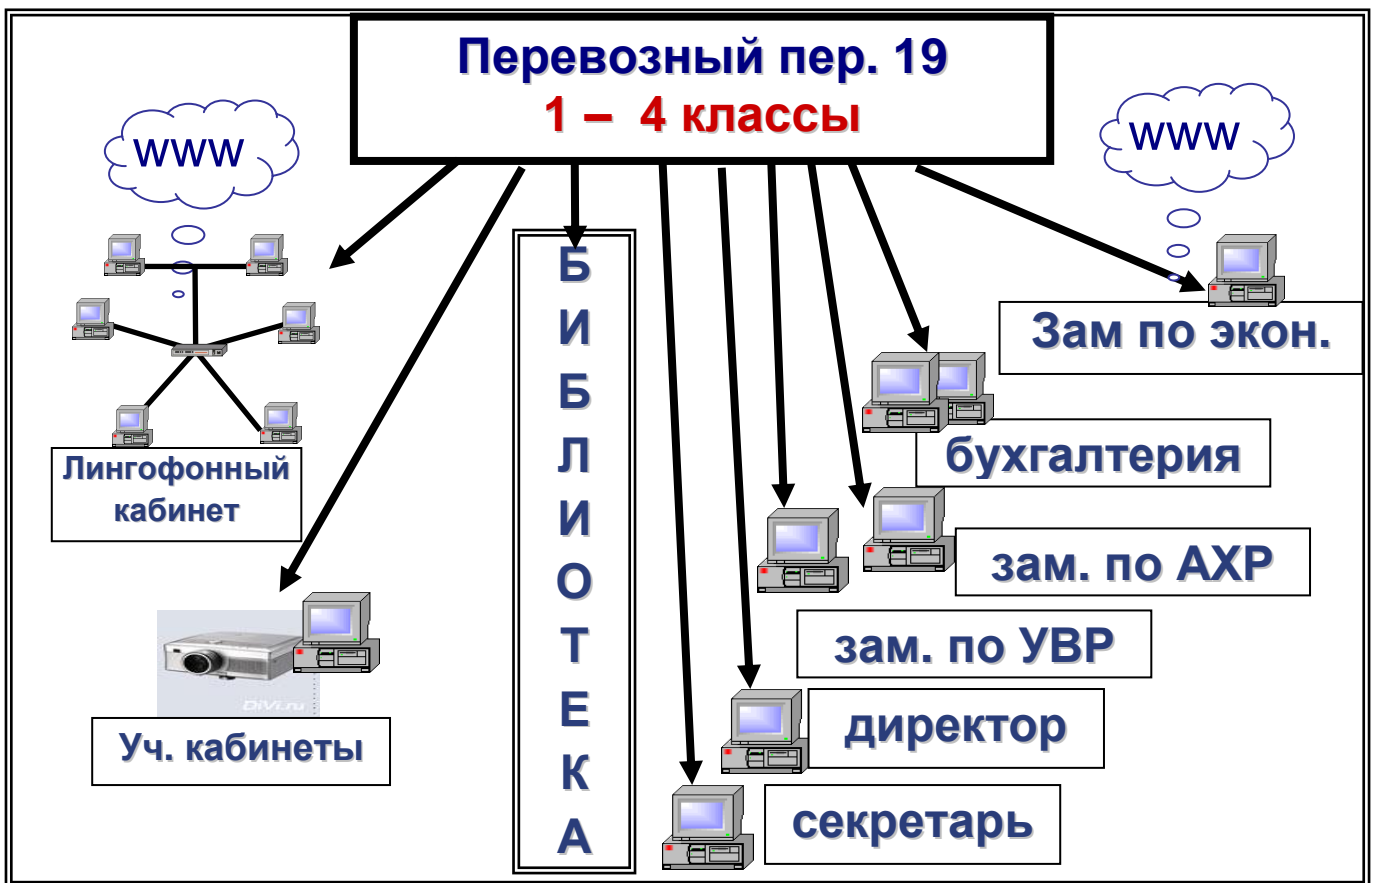 Перевозный пер. 19
1 – 4 классы
WWW
WWW
Зам по экон.
бухгалтерия
Лингофонный
кабинет
зам. по АХР
зам. по УВР
DiVi.ru
Уч. кабинеты
директор
секретарь
Б
И
Б
Л
И
О
Т
Е
К
А